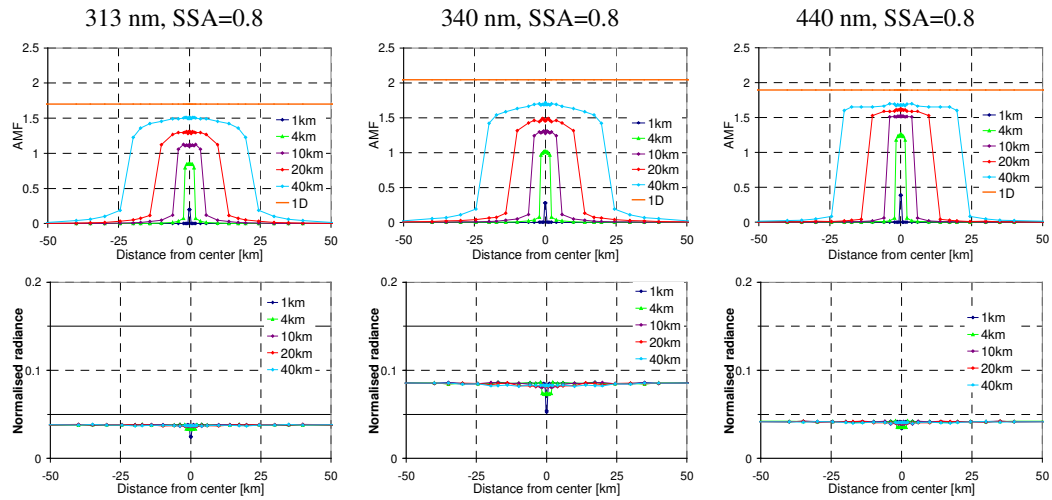 313 nm, SSA=0.8
340 nm, SSA=0.8
440 nm, SSA=0.8
2.5
2
1.5
1
0.5
0
AMF
-50 -25 0 25 50
Distance from center [km]
1km
4km
10km
20km
40km
1D
2.5
2
1.5
1
0.5
0
AMF
-50 -25 0 25 50
Distance from center [km]
1km
4km
10km
20km
40km
1D
2.5
2
1.5
1
0.5
0
AMF
-50 -25 0 25 50
Distance from center [km]
1km
4km
10km
20km
40km
1D
0.2
0.1
0
Normalised radiance
-50 -25 0 25 50
Distance from center [km]
1km
4km
10km
20km
40km
0.2
0.1
0
Normalised radiance
-50 -25 0 25 50
Distance from center [km]
1km
4km
10km
20km
40km
0.2
0.1
0
Normalised radiance
-50 -25 0 25 50
Distance from center [km]
1km
4km
10km
20km
40km